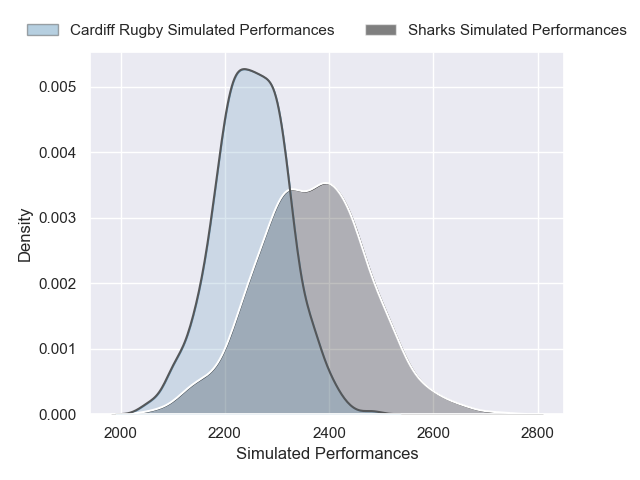 Cardiff Rugby Simulated Performances Sharks Simulated Performances
0.005
0.004
0.003
0.002
0.001
0.000
Density
2000 2200 2400 2600 2800
Simulated Performances